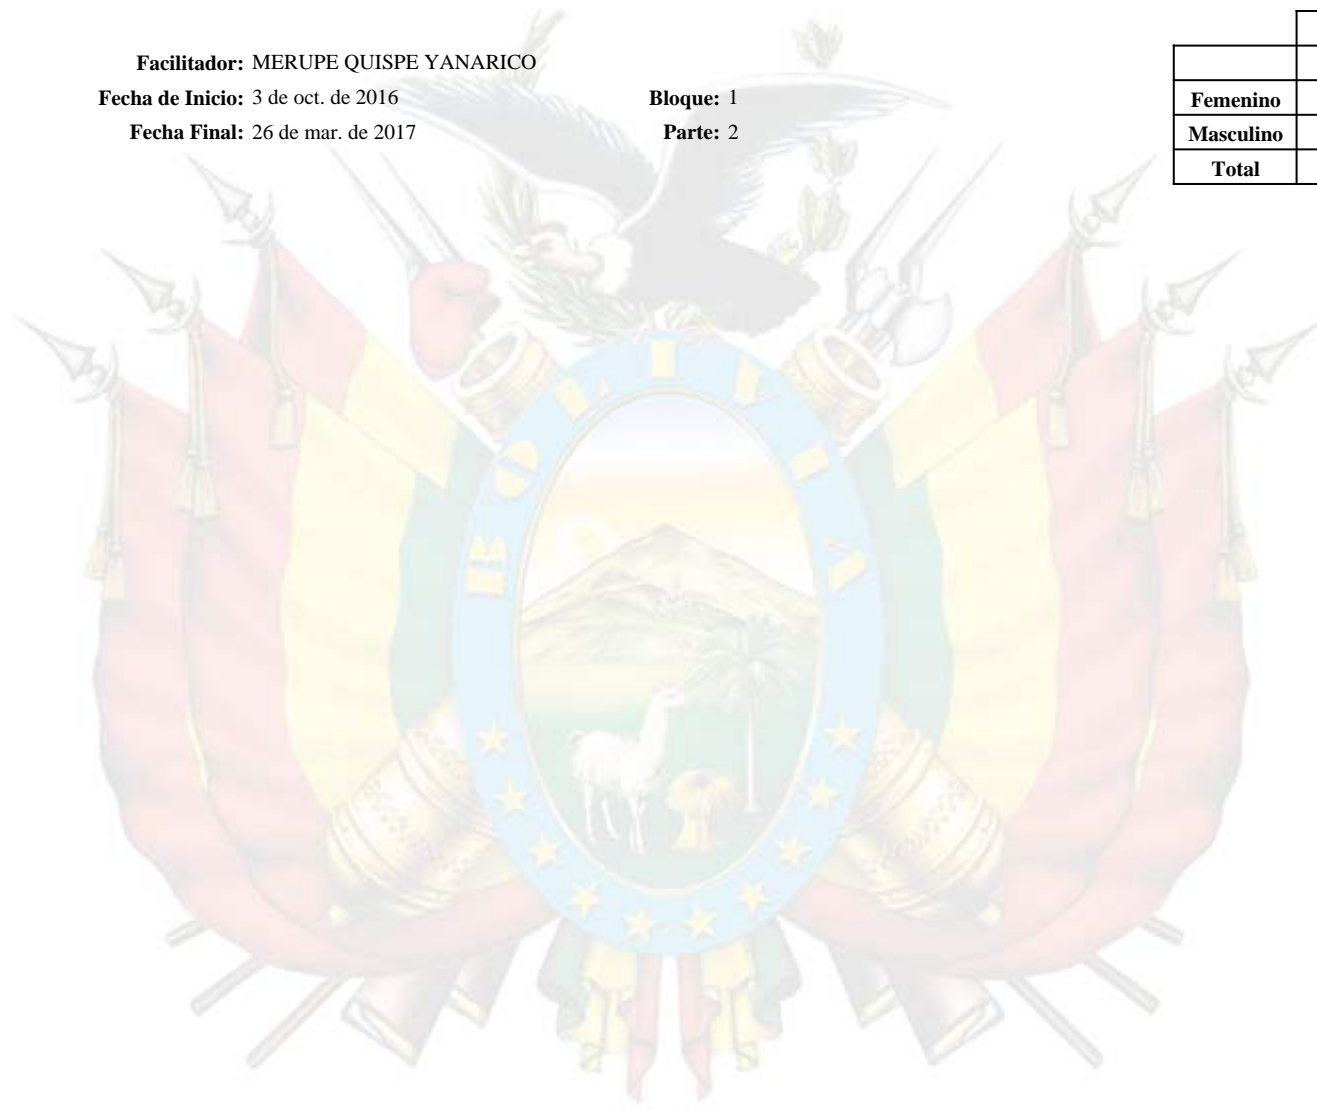 Facilitador: MERUPE QUISPE YANARICO
Fecha de Inicio: 3 de oct. de 2016 Bloque: 1
Fecha Final: 26 de mar. de 2017 Parte: 2
Femenino
Masculino
Total
BOLIVIA